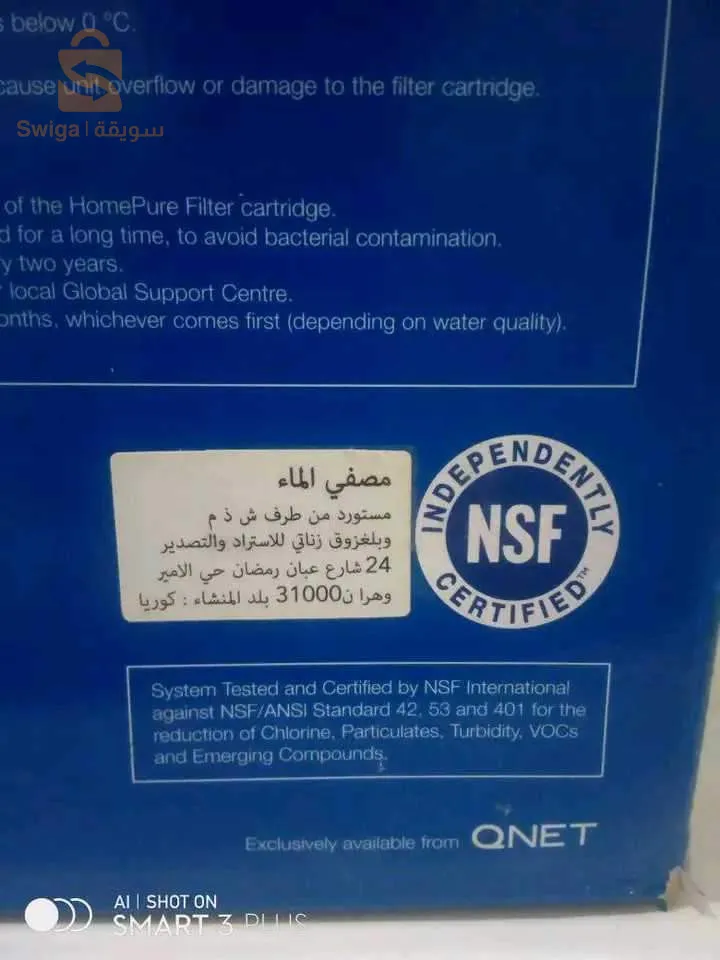 s below 0 °C.
cause unit overflow or damage to the filter cartridge.
Swiga | سويقة
of the HomePure Filter cartridge.
d for a long time, to avoid bacterial contamination.
y two years.
local Global Support Centre.
onths, whichever comes first (depending on water quality).
مصفي الماء
مستورد من طرف ش ذ م
وبلغزوق زناتي للاستراد والتصدير
24 شارع عبان رمضان حي الامير
وهرا ن31000 بلد المنشاء : كوريا
INDEPENDENTLY
NSF
CERTIFIED™
System Tested and Certified by NSF International
against NSF/ANSI Standard 42, 53 and 401 for the
reduction of Chlorine, Particulates, Turbidity, VOCs
and Emerging Compounds.
Exclusively available from QNET
AI | SHOT ON
SMART 3 PLUS